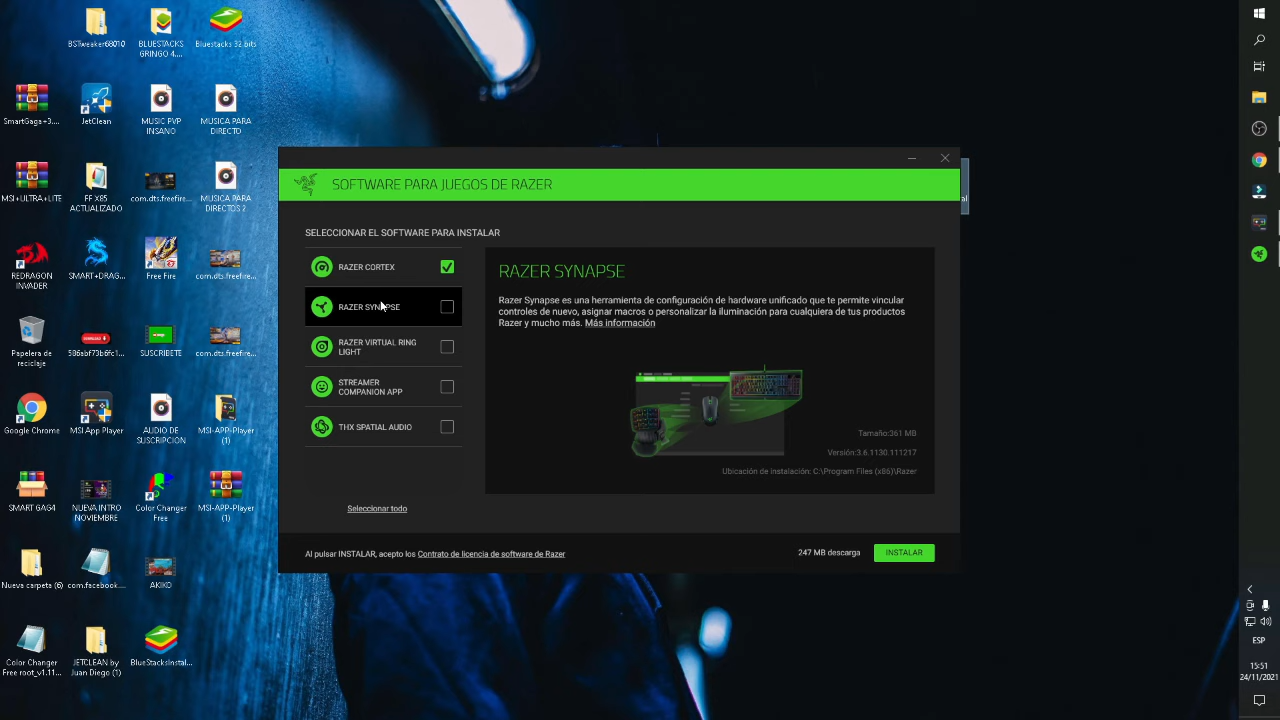 BSTweaker68010
BLUESTACKS
GRINGO 4....
Bluestacks 32 bits
SmartGaga+3....
JetClean
MUSIC PVP
INSANO
MUSICA PARA
DIRECTO
MSI+ULTRA+LITE
FF X85
ACTUALIZADO
com.dts.freefire...
MUSICA PARA
DIRECTOS 2
REDRAGON
INVADER
SMART+DRAG...
Free Fire
com.dts.freefire...
Papelera de
reciclaje
586abf73b6fc1...
SUSCRIBETE
com.dts.freefire...
Google Chrome
MSI App Player
AUDIO DE
SUSCRIPCION
MSI-APP-Player
(1)
SMART GAG4
NUEVA INTRO
NOVIEMBRE
Color Changer
Free
MSI-APP-Player
(1)
Nueva carpeta (6)
com.facebook....
AKIKO
Color Changer
Free root_v1.11...
JETCLEAN by
Juan Diego (1)
BlueStacksInstal...
SOFTWARE PARA JUEGOS DE RAZER
SELECCIONAR EL SOFTWARE PARA INSTALAR
RAZER CORTEX
RAZER SYNAPSE
RAZER VIRTUAL RING
LIGHT
STREAMER
COMPANION APP
THX SPATIAL AUDIO
Seleccionar todo
RAZER SYNAPSE
Razer Synapse es una herramienta de configuración de hardware unificado que te permite vincular
controles de nuevo, asignar macros o personalizar la iluminación para cualquiera de tus productos
Razer y mucho más. Más información
Tamaño:361 MB
Versión:3.6.1130.111217
Ubicación de instalación: C:\Program Files (x86)\Razer
Al pulsar INSTALAR, acepto los Contrato de licencia de software de Razer
247 MB descarga
INSTALAR
ESP
15:51
24/11/2021